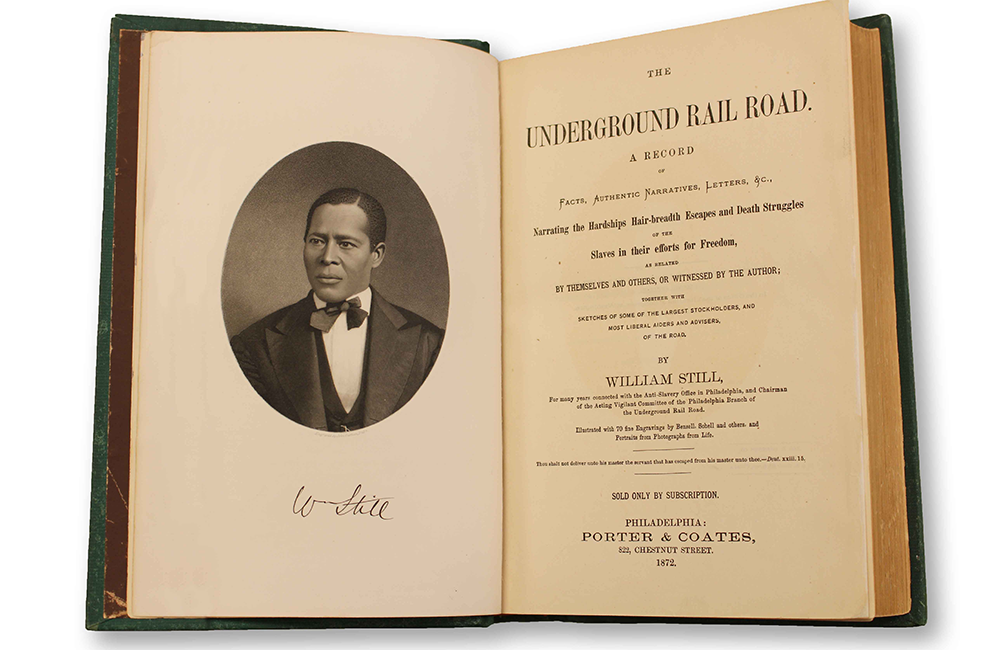 Wm Still
THE
UNDERGROUND RAIL ROAD.
A RECORD
OF
FACTS, AUTHENTIC NARRATIVES, LETTERS, &C.,
Narrating the Hardships Hair-breadth Escapes and Death Struggles
OF THE
Slaves in their efforts for Freedom,
AS RELATED
BY THEMSELVES AND OTHERS, OR WITNESSED BY THE AUTHOR;
TOGETHER WITH
SKETCHES OF SOME OF THE LARGEST STOCKHOLDERS, AND
MOST LIBERAL AIDERS AND ADVISERS,
OF THE ROAD.
BY
WILLIAM STILL,
For many years connected with the Anti-Slavery Office in Philadelphia, and Chairman
of the Acting Vigilant Committee of the Philadelphia Branch of
the Underground Rail Road.
Illustrated with 70 fine Engravings by Bensell, Schell and others, and
Portraits from Photographs from Life.
Thou shalt not deliver unto his master the servant that has escaped from his master unto thee.—Deut. xxiii. 15.
SOLD ONLY BY SUBSCRIPTION.
PHILADELPHIA:
PORTER & COATES,
822, CHESTNUT STREET.
1872.